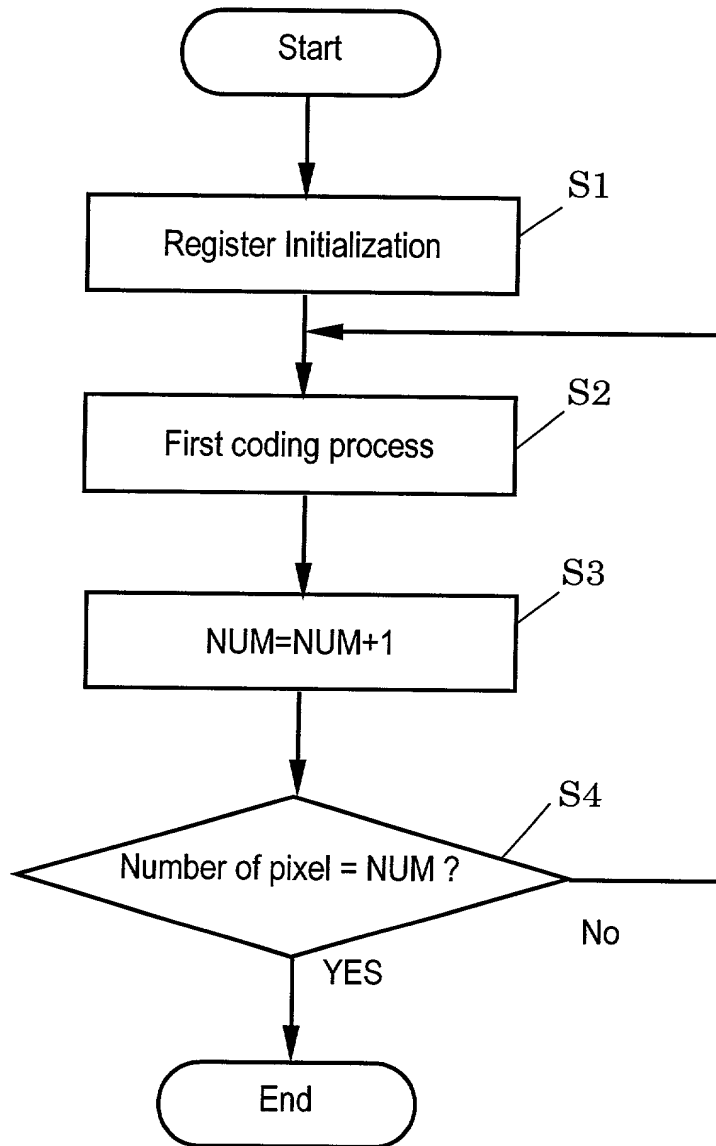 Start
S1
Register Initialization
S2
First coding process
S3
NUM=NUM+1
S4
Number of pixel = NUM ?
No
YES
End